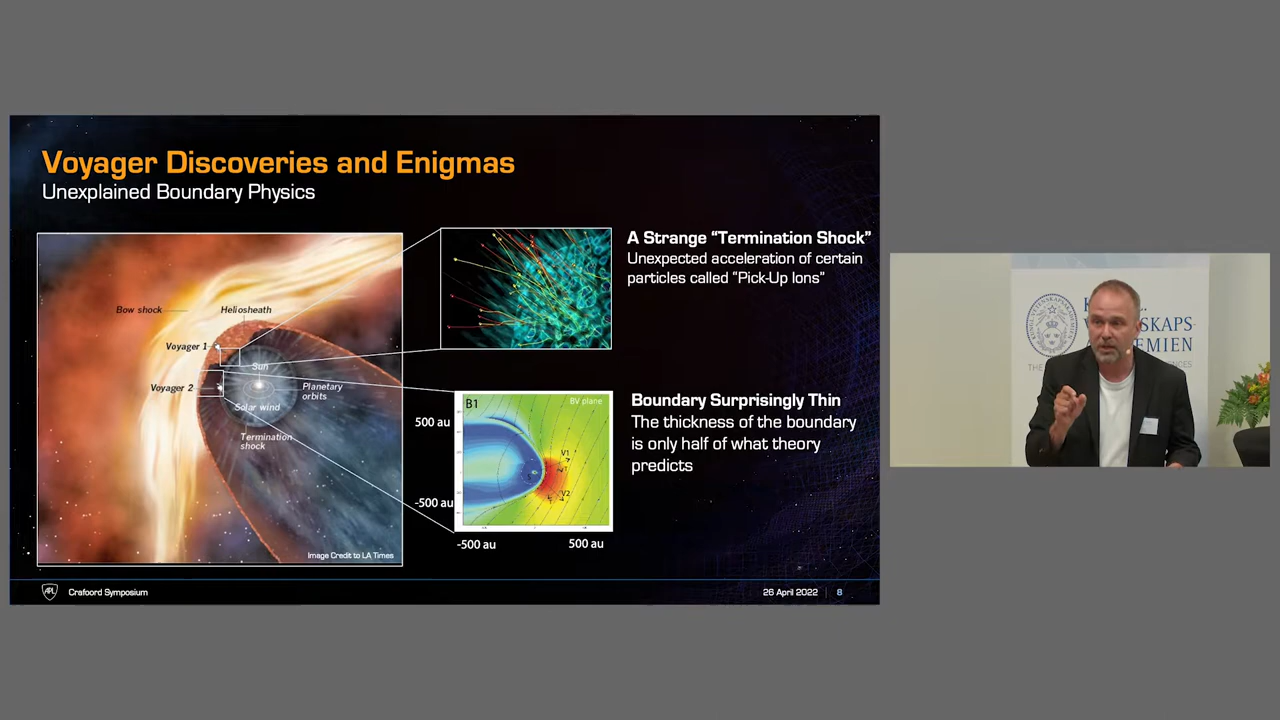 Voyager Discoveries and Enigmas
Unexplained Boundary Physics
Bow shock
Heliosheath
Voyager 1
Sun
Voyager 2
Planetary
orbits
Solar wind
Termination
shock
Image Credit to LA Times
A Strange “Termination Shock”
Unexpected acceleration of certain
particles called “Pick-Up Ions”
B1
BV plane
500 au
V1
V2
-500 au
-500 au
500 au
Boundary Surprisingly Thin
The thickness of the boundary
is only half of what theory
predicts
APL
Crafoord Symposium
26 April 2022 | 8
SKAPS
EMIEN